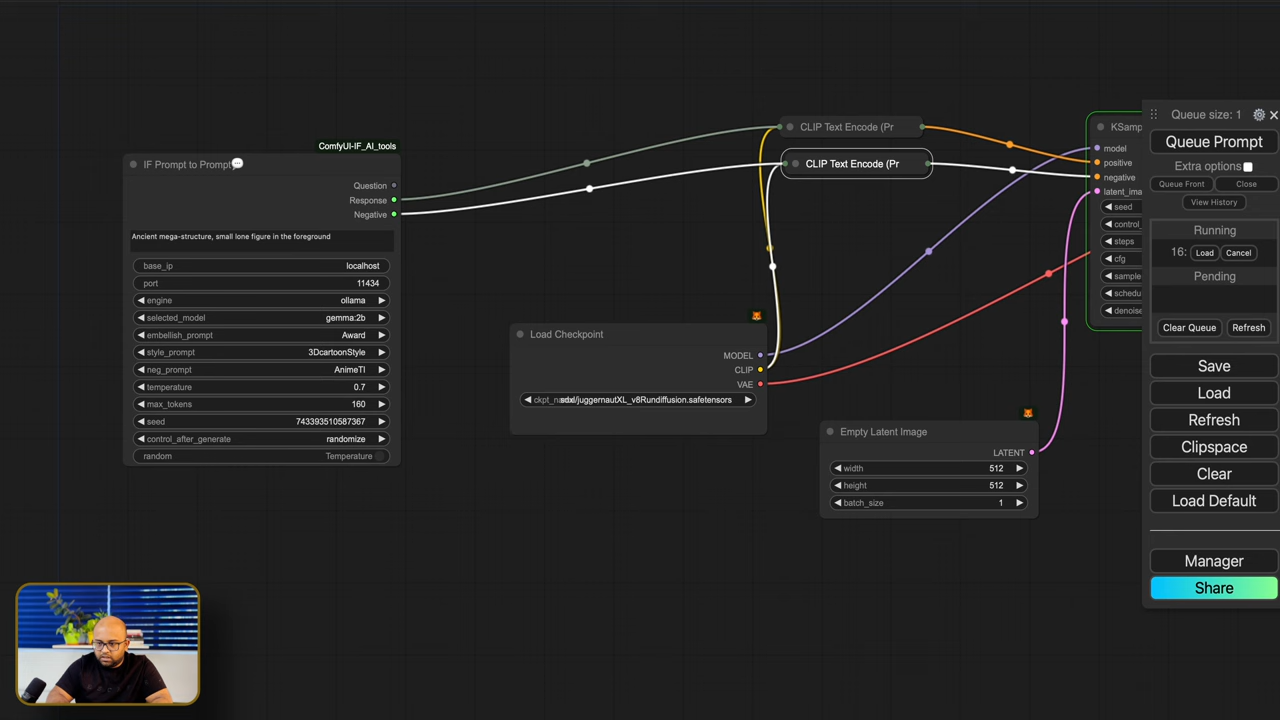 ComfyUI-IF_AI_tools
IF Prompt to Prompt💬
Question
Response
Negative
Ancient mega-structure, small lone figure in the foreground
base_ip localhost
port 11434
engine ollama
selected_model gemma:2b
embellish_prompt Award
style_prompt 3DcartoonStyle
neg_prompt AnimeTI
temperature 0.7
max_tokens 160
seed 743393510587367
control_after_generate randomize
random Temperature
CLIP Text Encode (Pr
CLIP Text Encode (Pr
Load Checkpoint
MODEL
CLIP
VAE
sdxl/juggernautXL_v8Rundiffusion.safetensors
Empty Latent Image
LATENT
width 512
height 512
batch_size 1
KSamp
model
positive
negative
latent_ima
seed
control_
steps
cfg
sample
schedu
denois
Queue size: 1
Queue Prompt
Extra options
Queue Front Close
View History
Running
16: Load Cancel
Pending
Clear Queue Refresh
Save
Load
Refresh
Clipspace
Clear
Load Default
Manager
Share